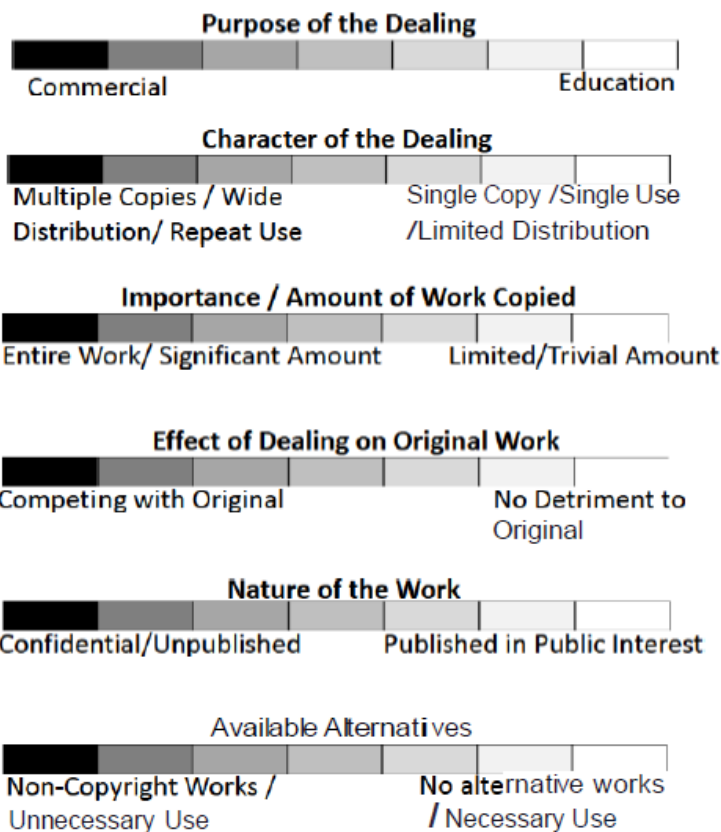 Purpose of the Dealing
Commercial Education
Character of the Dealing
Multiple Copies / Wide Single Copy /Single Use
Distribution/ Repeat Use /Limited Distribution
Importance / Amount of Work Copied
Entire Work/ Significant Amount Limited/Trivial Amount
Effect of Dealing on Original Work
Competing with Original No Detriment to
Original
Nature of the Work
Confidential/Unpublished Published in Public Interest
Available Alternatives
Non-Copyright Works / No alternative works
Unnecessary Use / Necessary Use